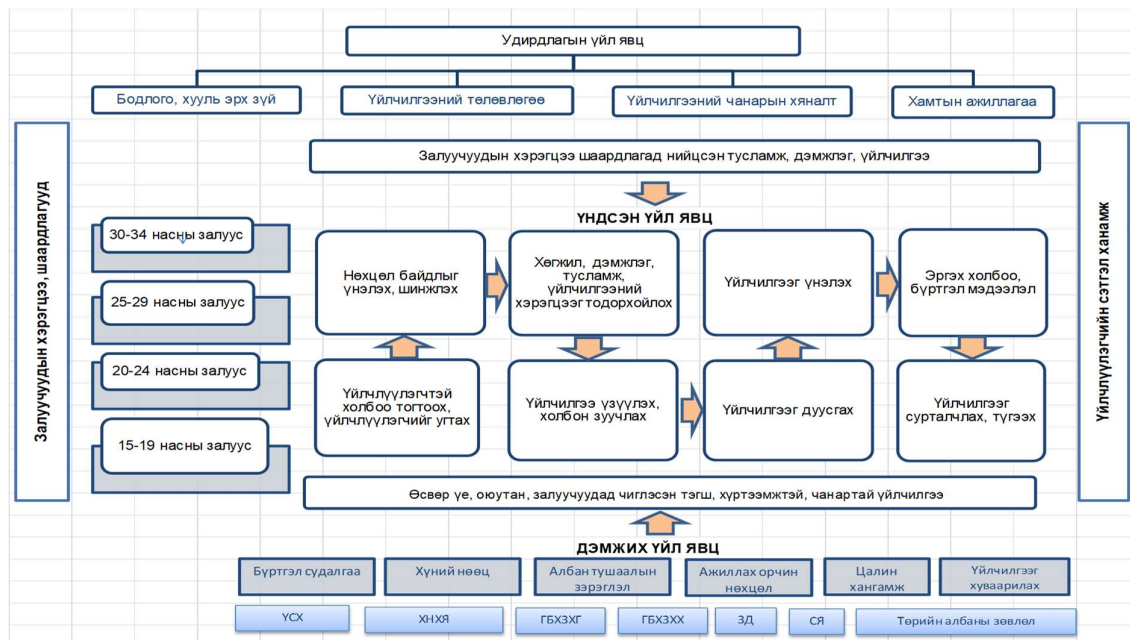 Удирдлагын үйл явц
Бодлого, хууль эрх зүй
Үйлчилгээний төлөвлөгөө
Үйлчилгээний чанарын хяналт
Хамтын ажиллагаа
Залуучуудын хэрэгцээ, шаардлагууд
Үйлчлүүлэгчийн сэтгэл ханамж
Залуучуудын хэрэгцээ шаардлагад нийцсэн тусламж, дэмжлэг, үйлчилгээ
ҮНДСЭН ҮЙЛ ЯВЦ
30-34 насны залуус
25-29 насны залуус
20-24 насны залуус
15-19 насны залуус
Нөхцөл байдлыг
үнэлэх, шинжлэх
Хөгжил, дэмжлэг,
тусламж,
үйлчилгээний
хэрэгцээг тодорхойлох
Үйлчилгээг үнэлэх
Эргэх холбоо,
бүртгэл мэдээлэл
Үйлчлүүлэгчтэй
холбоо тогтоох,
үйлчлүүлэгчийг угтах
Үйлчилгээ үзүүлэх,
холбон зуучлах
Үйлчилгээг дуусгах
Үйлчилгээг
сурталчлах, түгээх
Өсвөр үе, оюутан, залуучуудад чиглэсэн тэгш, хүртээмжтэй, чанартай үйлчилгээ
ДЭМЖИХ ҮЙЛ ЯВЦ
Бүртгэл судалгаа
Хүний нөөц
Албан тушаалын
зэрэглэл
Ажиллах орчин
нөхцөл
Цалин
хангамж
Үйлчилгээг
хуваарилах
ҮСХ
ХНХЯ
ГБХЗХГ
ГБХЗХХ
ЗД
СЯ
Төрийн албаны зөвлөл